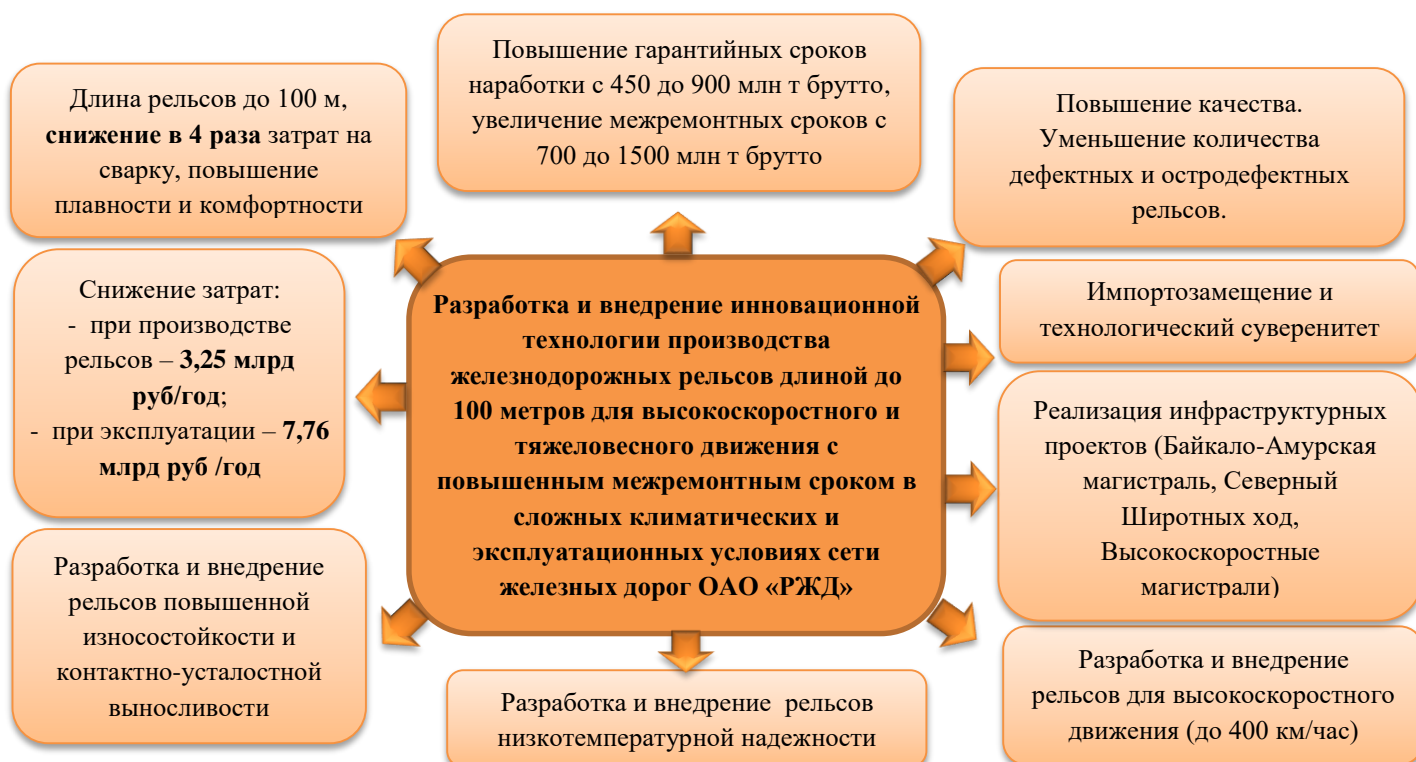 Повышение гарантийных сроков
наработки с 450 до 900 млн т брутто,
увеличение межремонтных сроков с
700 до 1500 млн т брутто
Длина рельсов до 100 м,
снижение в 4 раза затрат на
сварку, повышение
плавности и комфортности
Повышение качества.
Уменьшение количества
дефектных и остродефектных
рельсов.
Снижение затрат:
- при производстве
рельсов – 3,25 млрд
руб/год;
- при эксплуатации – 7,76
млрд руб /год
Разработка и внедрение инновационной
технологии производства
железнодорожных рельсов длиной до
100 метров для высокоскоростного и
тяжеловесного движения с
повышенным межремонтным сроком в
сложных климатических и
эксплуатационных условиях сети
железных дорог ОАО «РЖД»
Импортозамещение и
технологический суверенитет
Реализация инфраструктурных
проектов (Байкало-Амурская
магистраль, Северный
Широтных ход,
Высокоскоростные
магистрали)
Разработка и внедрение
рельсов повышенной
износостойкости и
контактно-усталостной
выносливости
Разработка и внедрение рельсов
низкотемпературной надежности
Разработка и внедрение
рельсов для высокоскоростного
движения (до 400 км/час)